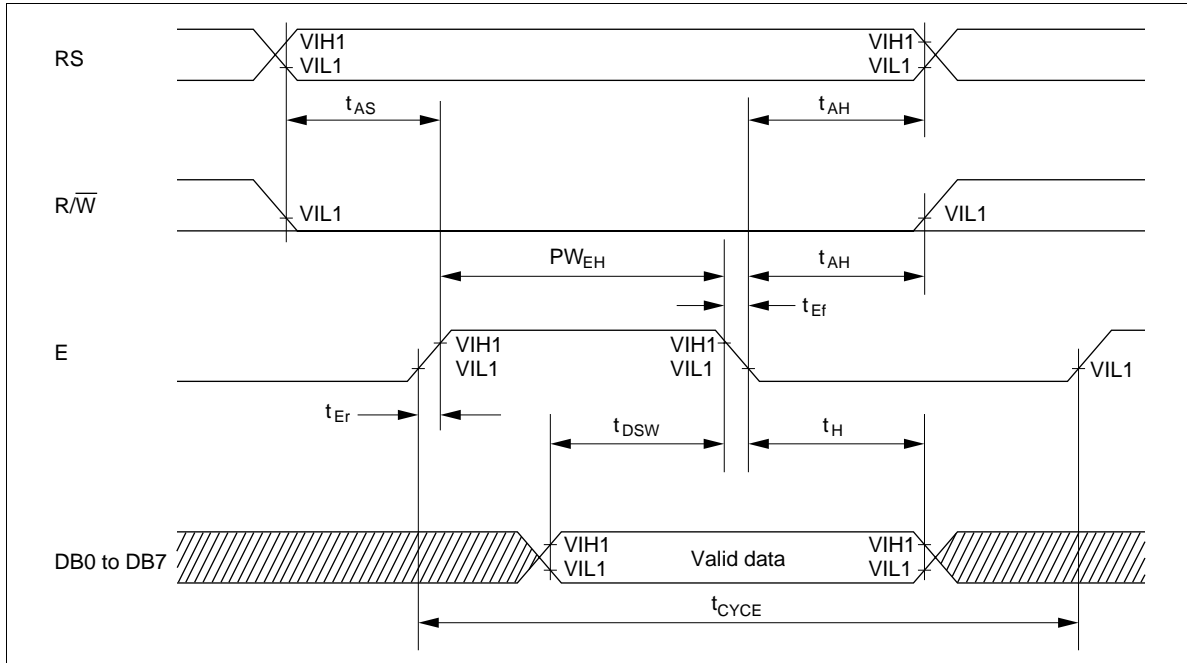 RS
VIH1
VIL1
VIH1
VIL1
tAS
tAH
R/W̅
VIL1
VIL1
PWEH
tAH
tEf
E
VIH1
VIL1
VIH1
VIL1
VIL1
tEr
tDSW
tH
DB0 to DB7
VIH1
VIL1
Valid data
VIH1
VIL1
tCYCE